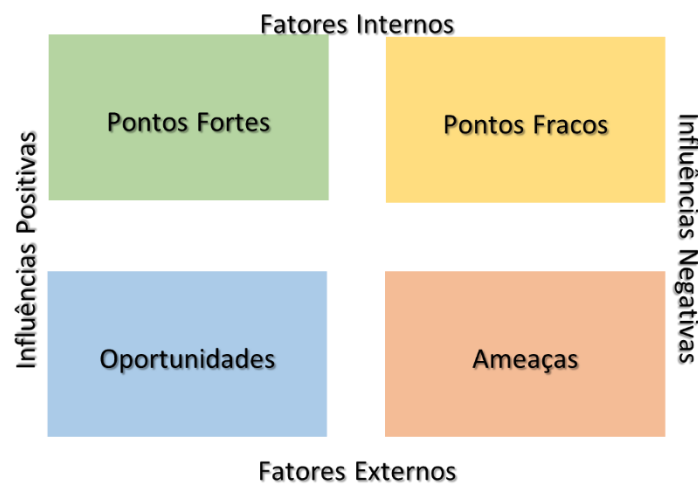 Fatores Internos
Pontos Fortes
Pontos Fracos
Influências Positivas
Influências Negativas
Oportunidades
Ameaças
Fatores Externos